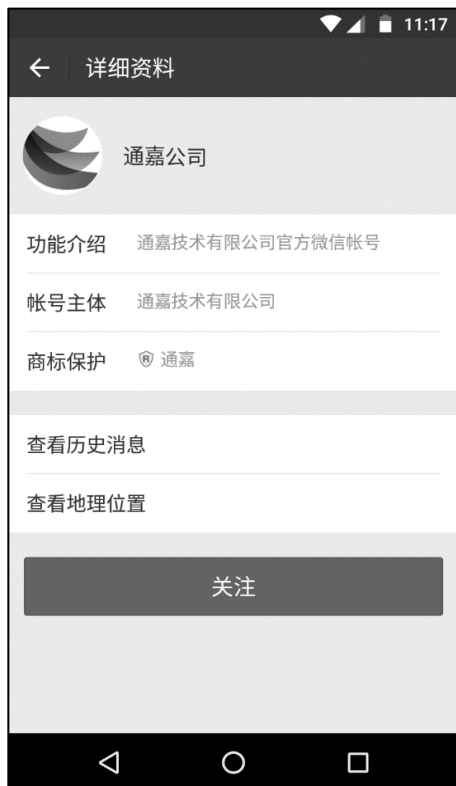 11:17
详细资料
通嘉公司
功能介绍 通嘉技术有限公司官方微信帐号
帐号主体 通嘉技术有限公司
商标保护 ® 通嘉
查看历史消息
查看地理位置
关注